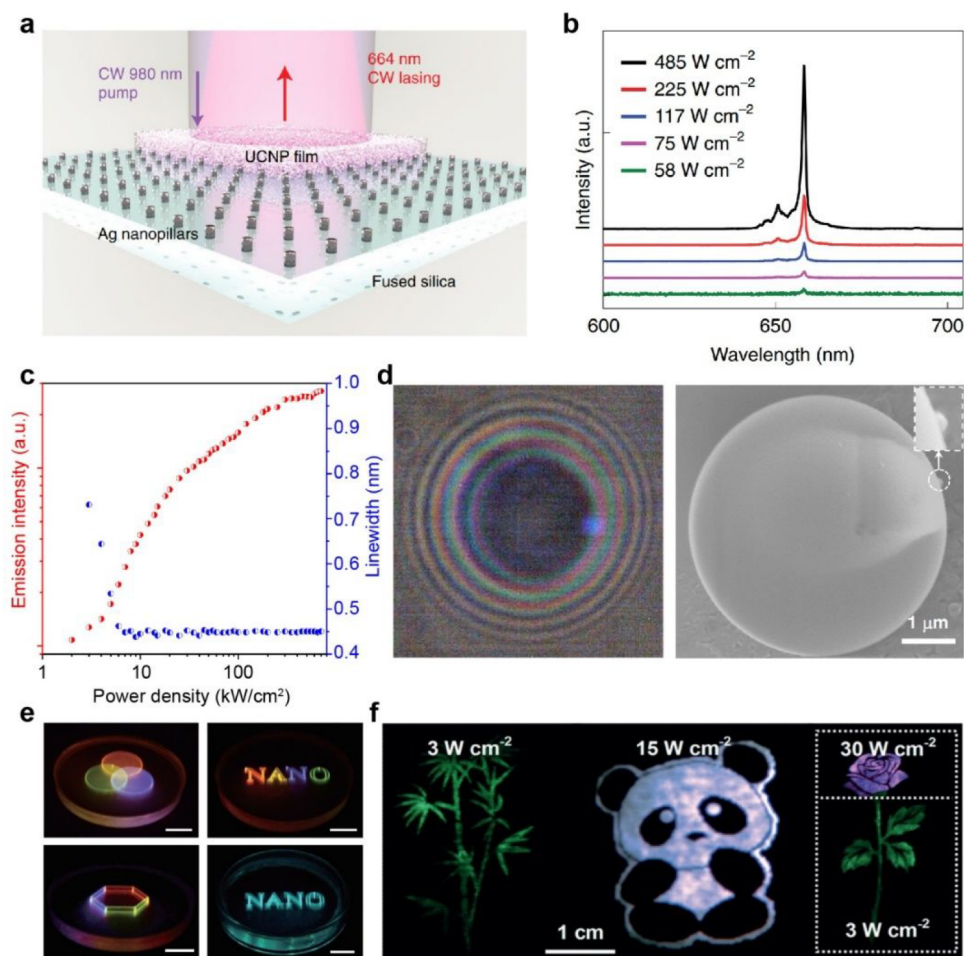 a
CW 980 nm
pump
664 nm
CW lasing
UCNP film
Ag nanopillars
Fused silica
b
485 W cm⁻²
225 W cm⁻²
117 W cm⁻²
75 W cm⁻²
58 W cm⁻²
Intensity (a.u.)
600
650
700
Wavelength (nm)
c
Emission intensity (a.u.)
1.0
0.9
0.8
0.7
0.6
0.5
0.4
Linewidth (nm)
1
10
100
Power density (kW/cm²)
d
1 μm
e
NANO
NANO
f
3 W cm⁻²
15 W cm⁻²
30 W cm⁻²
1 cm
3 W cm⁻²